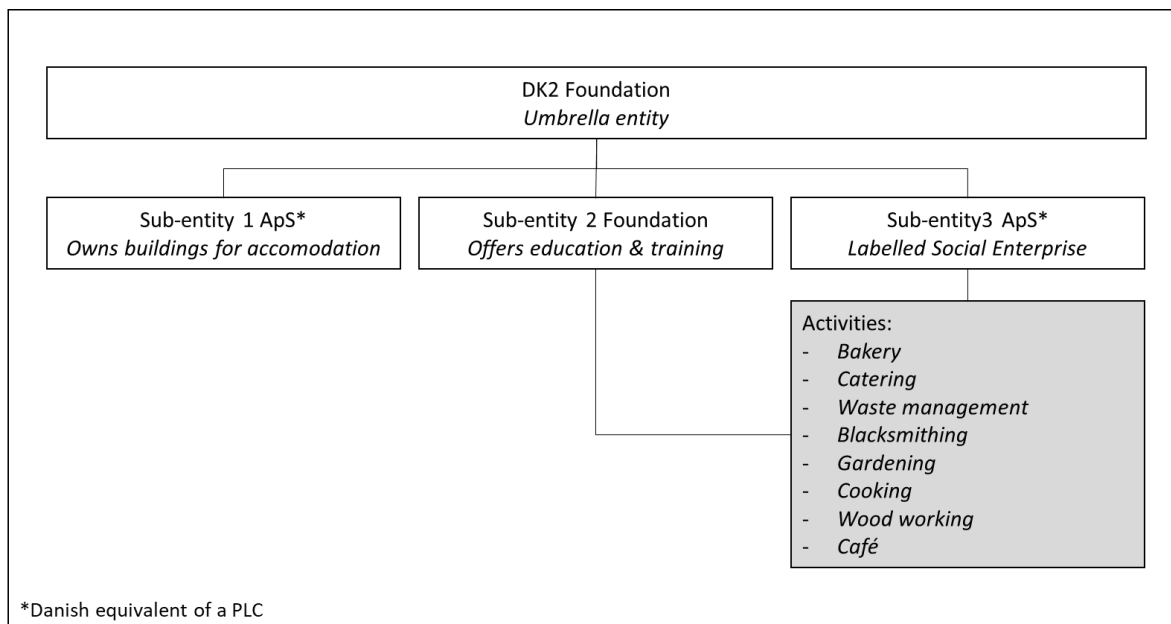 DK2 Foundation
Umbrella entity
Sub-entity 1 ApS*
Owns buildings for accomodation
Sub-entity 2 Foundation
Offers education & training
Sub-entity3 ApS*
Labelled Social Enterprise
Activities:
- Bakery
- Catering
- Waste management
- Blacksmithing
- Gardening
- Cooking
- Wood working
- Café
*Danish equivalent of a PLC